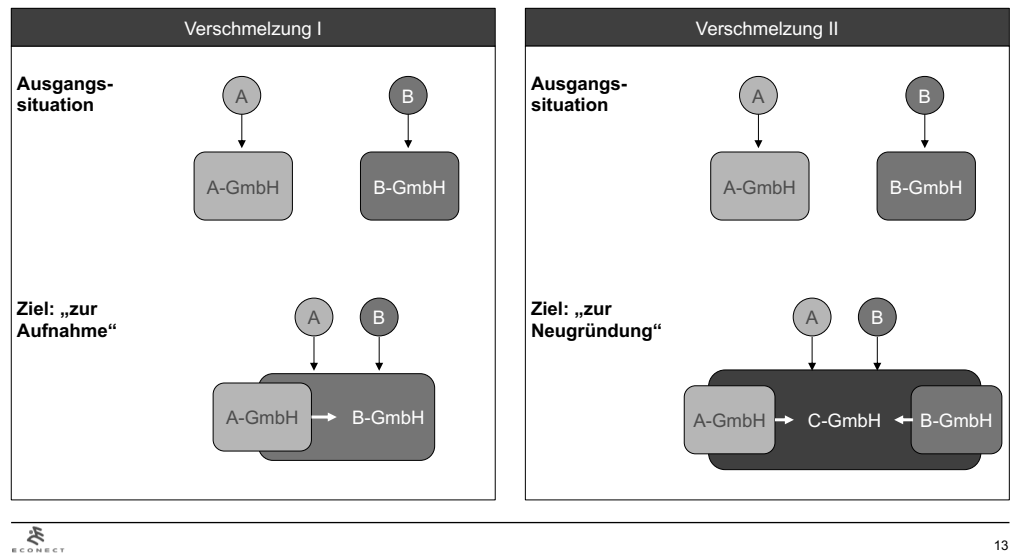 Verschmelzung I
Ausgangs-
situation
A
B
A-GmbH
B-GmbH
Ziel: „zur
Aufnahme“
A
B
A-GmbH
B-GmbH
Verschmelzung II
Ausgangs-
situation
A
B
A-GmbH
B-GmbH
Ziel: „zur
Neugründung“
A
B
A-GmbH
C-GmbH
B-GmbH
ECONECT
13